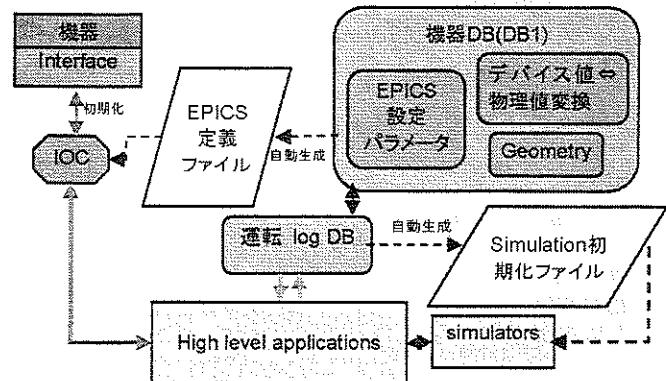 機器
Interface
初期化
IOC
EPICS
定義
ファイル
自動生成
機器DB(DB1)
EPICS
設定
パラメータ
デバイス値⇔
物理値変換
Geometry
運転 log DB
自動生成
Simulation初
期化ファイル
High level applications
simulators